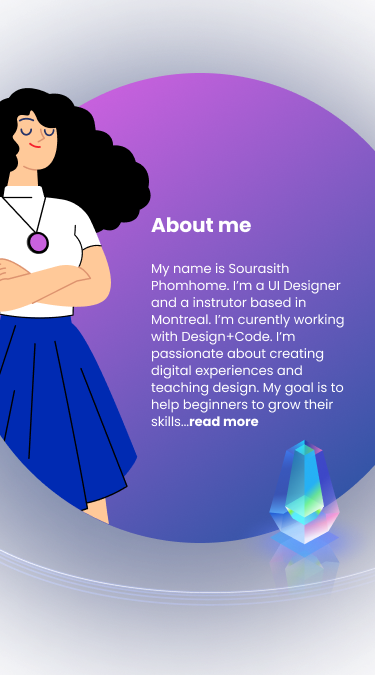 About me
My name is Sourasith
Phomhome. I'm a UI Designer
and a instrutor based in
Montreal. I'm curently working
with Design+Code. I'm
passionate about creating
digital experiences and
teaching design. My goal is to
help beginners to grow their
skills...read more